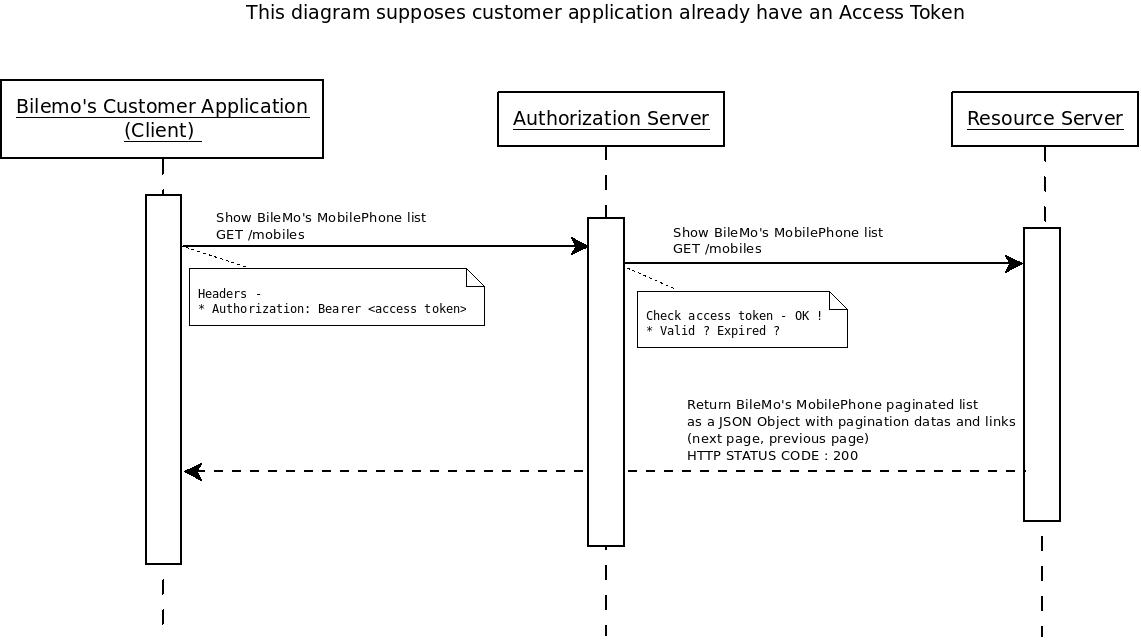 This diagram supposes customer application already have an Access Token
Bilemo's Customer Application
(Client)
Authorization Server
Resource Server
Show BileMo's MobilePhone list
GET /mobiles
Headers -
* Authorization: Bearer <access token>
Show BileMo's MobilePhone list
GET /mobiles
Check access token - OK !
* Valid ? Expired ?
Return BileMo's MobilePhone paginated list
as a JSON Object with pagination datas and links
(next page, previous page)
HTTP STATUS CODE : 200